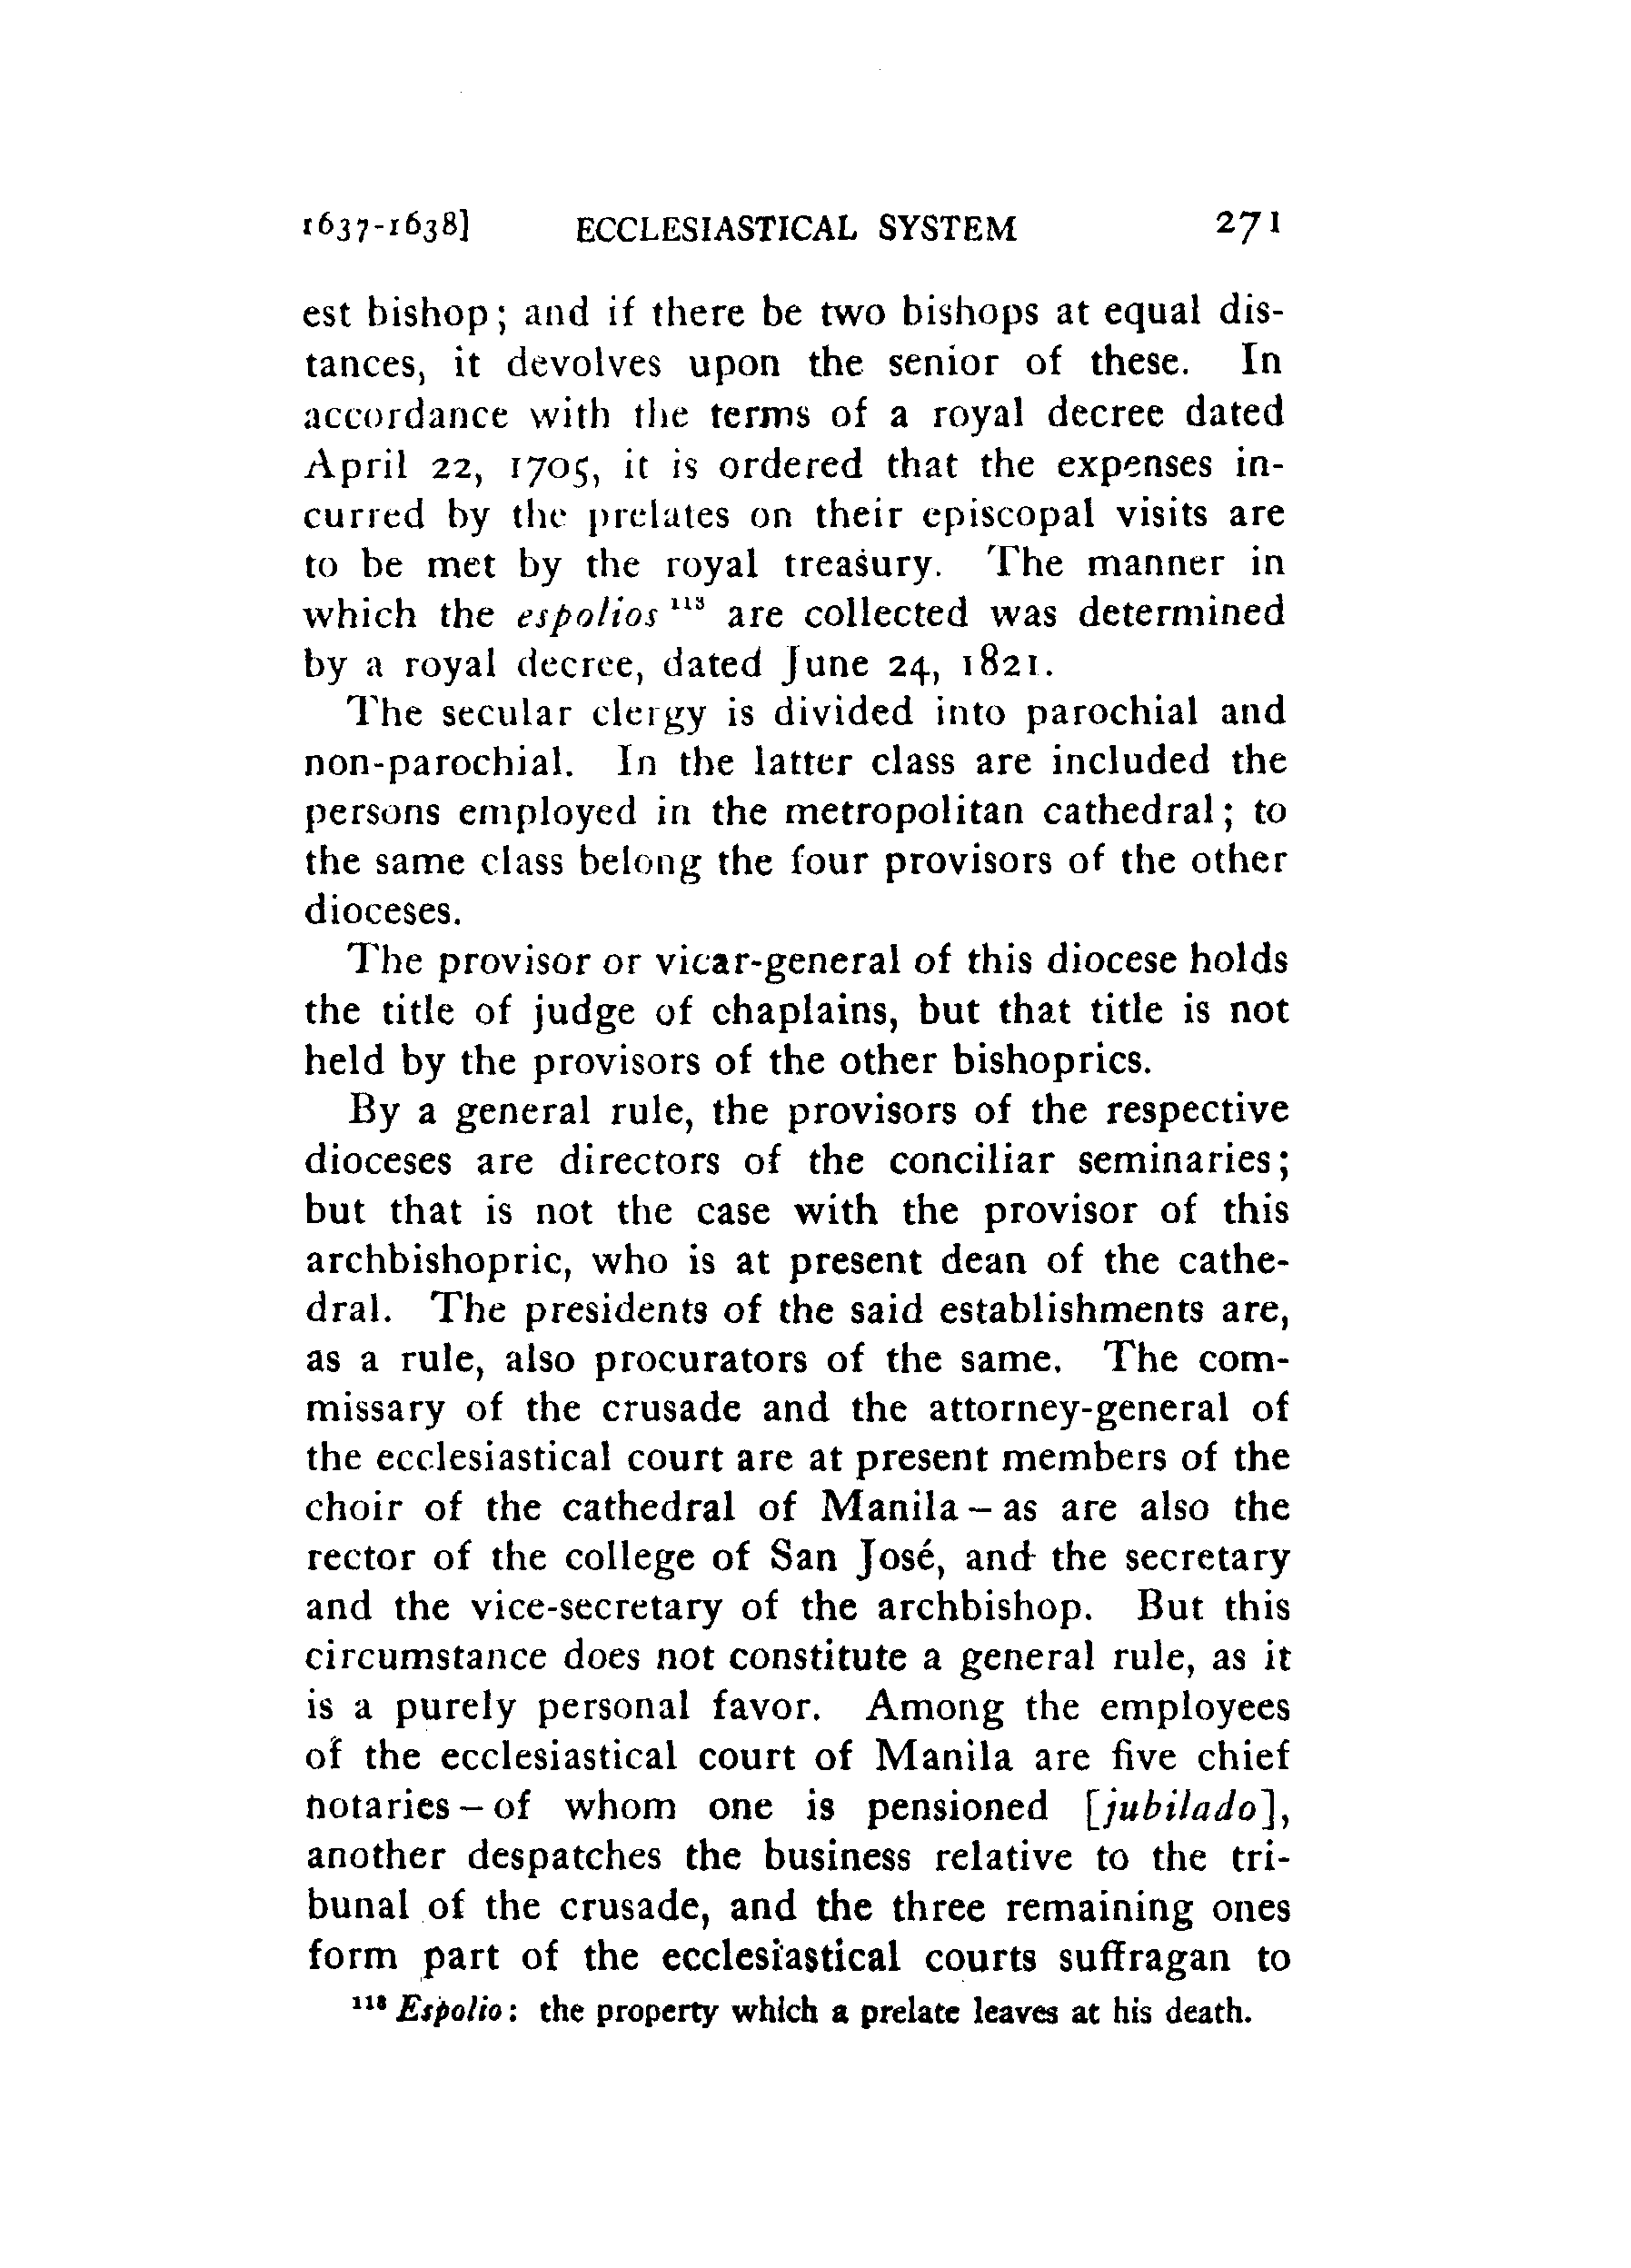 1637-1638] ECCLESIASTICAL SYSTEM 271
est bishop; and if there be two bishops at equal dis-
tances, it devolves upon the senior of these. In
accordance with the terms of a royal decree dated
April 22, 1705, it is ordered that the expenses in-
curred by the prelates on their episcopal visits are
to be met by the royal treasury. The manner in
which the espolios 113 are collected was determined
by a royal decree, dated June 24, 1821.
The secular clergy is divided into parochial and
non-parochial. In the latter class are included the
persons employed in the metropolitan cathedral; to
the same class belong the four provisors of the other
dioceses.
The provisor or vicar-general of this diocese holds
the title of judge of chaplains, but that title is not
held by the provisors of the other bishoprics.
By a general rule, the provisors of the respective
dioceses are directors of the conciliar seminaries;
but that is not the case with the provisor of this
archbishopric, who is at present dean of the cathe-
dral. The presidents of the said establishments are,
as a rule, also procurators of the same. The com-
missary of the crusade and the attorney-general of
the ecclesiastical court are at present members of the
choir of the cathedral of Manila – as are also the
rector of the college of San José, and the secretary
and the vice-secretary of the archbishop. But this
circumstance does not constitute a general rule, as it
is a purely personal favor. Among the employees
of the ecclesiastical court of Manila are five chief
notaries – of whom one is pensioned [jubilado],
another despatches the business relative to the tri-
bunal of the crusade, and the three remaining ones
form part of the ecclesiastical courts suffragan to
113 Espolio: the property which a prelate leaves at his death.